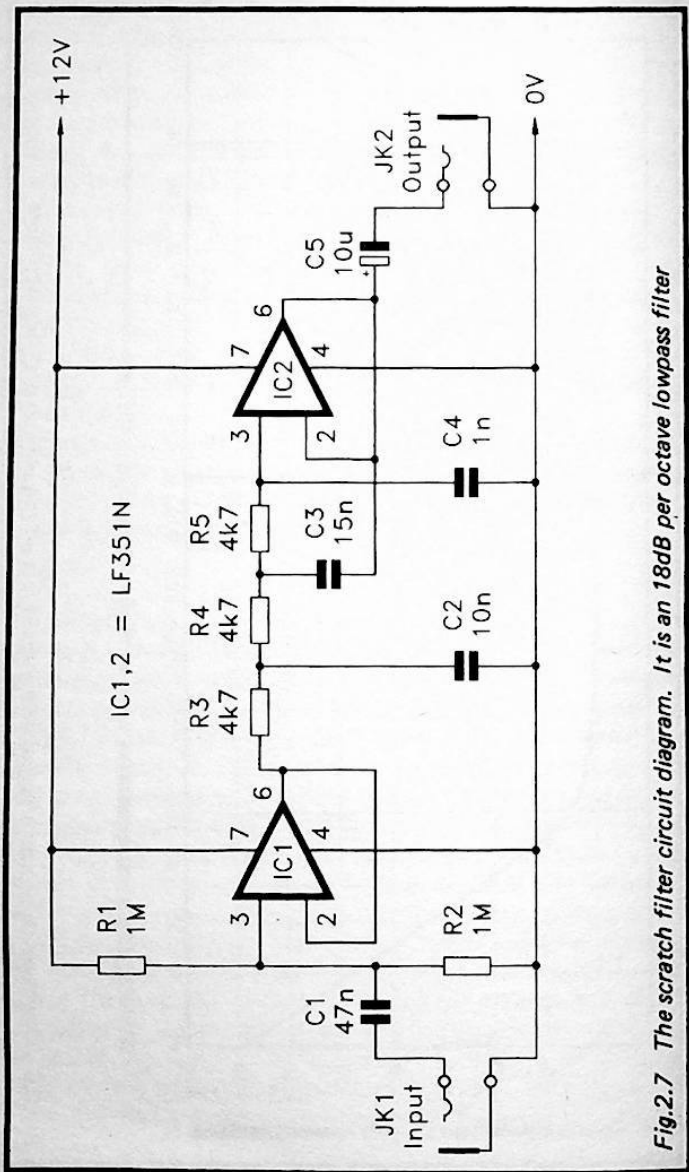 +12V
IC1,2 = LF351N
R1
1M
C1
47n
JK1
Input
R2
1M
3
2
7
6
4
IC1
R3
4k7
R4
4k7
R5
4k7
C2
10n
C3
15n
C4
1n
3
2
7
6
4
IC2
C5
10u
+
JK2
Output
0V
Fig.2.7 The scratch filter circuit diagram. It is an 18dB per octave lowpass filter